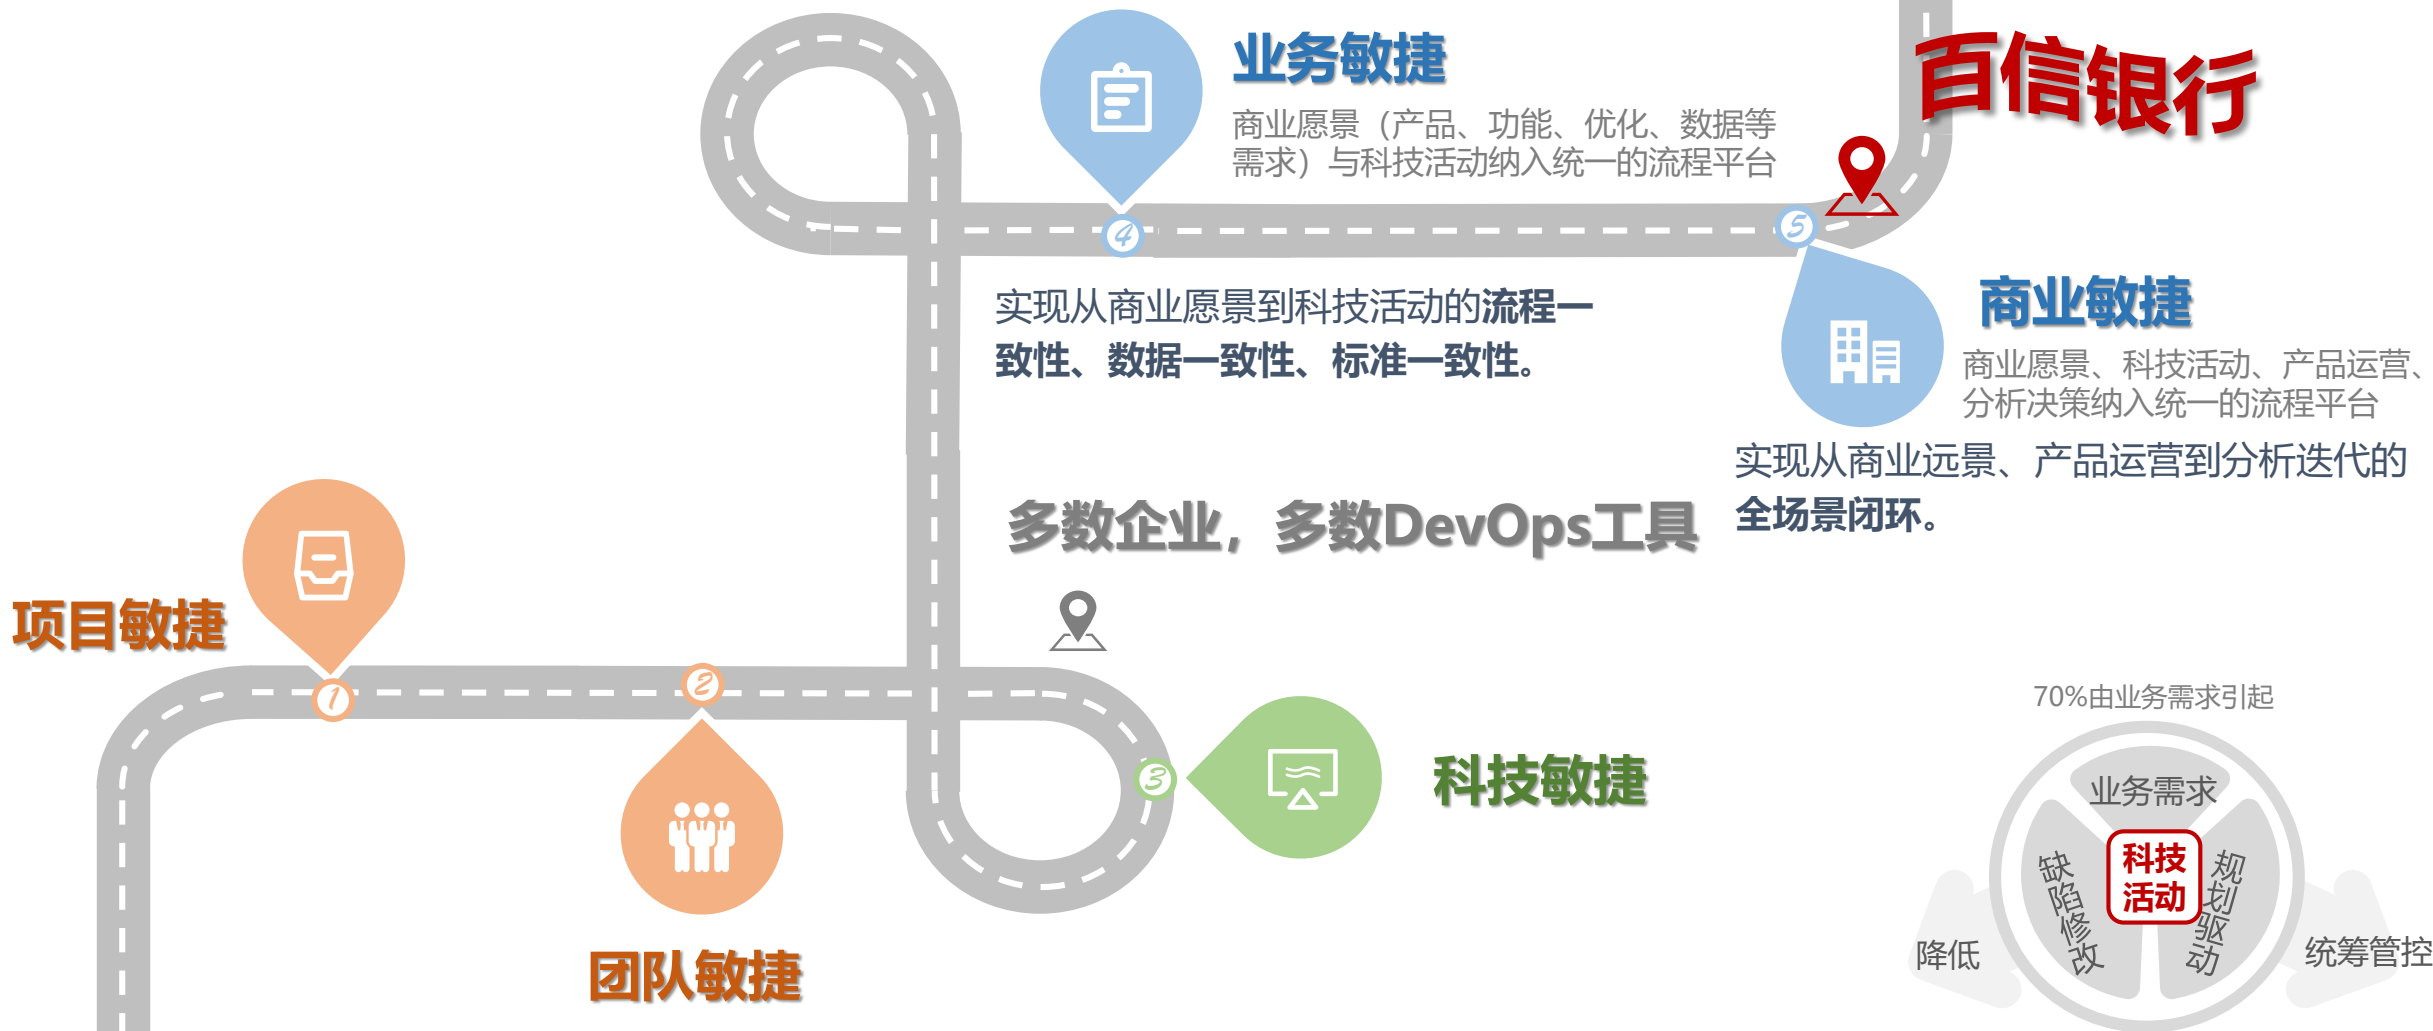 百信银行
业务敏捷
商业愿景（产品、功能、优化、数据等
需求）与科技活动纳入统一的流程平台
4
5
实现从商业愿景到科技活动的流程一
致性、数据一致性、标准一致性。
商业敏捷
商业愿景、科技活动、产品运营、
分析决策纳入统一的流程平台
实现从商业远景、产品运营到分析迭代的
全场景闭环。
多数企业，多数DevOps工具
项目敏捷
1
2
团队敏捷
3
科技敏捷
70%由业务需求引起
业务需求
科技
活动
缺陷修改
规划驱动
降低
统筹管控